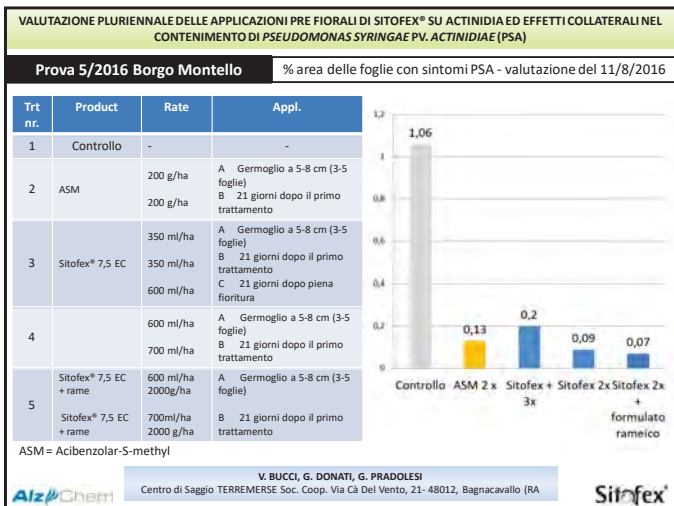 VALUTAZIONE PLURIENNALE DELLE APPLICAZIONI PRE FIORALI DI SITOFEX® SU ACTINIDIA ED EFFETTI COLLATERALI NEL
CONTENIMENTO DI PSEUDOMONAS SYRINGAE PV. ACTINIDIAE (PSA)
Prova 5/2016 Borgo Montello
% area delle foglie con sintomi PSA - valutazione del 11/8/2016
Trt nr. Product Rate Appl.
1 Controllo - -
2 ASM
200 g/ha A Germoglio a 5-8 cm (3-5
foglie)
200 g/ha B 21 giorni dopo il primo
trattamento
3 Sitofex® 7,5 EC
350 ml/ha A Germoglio a 5-8 cm (3-5
foglie)
350 ml/ha B 21 giorni dopo il primo
trattamento
600 ml/ha C 21 giorni dopo piena
fioritura
4
600 ml/ha A Germoglio a 5-8 cm (3-5
foglie)
700 ml/ha B 21 giorni dopo il primo
trattamento
5
Sitofex® 7,5 EC 600 ml/ha A Germoglio a 5-8 cm (3-5
+ rame 2000g/ha foglie)
Sitofex® 7,5 EC 700ml/ha B 21 giorni dopo il primo
+ rame 2000 g/ha trattamento
ASM = Acibenzolar-S-methyl
1,2
1
0,8
0,6
0,4
0,2
0
1,06
0,13
0,2
0,09
0,07
Controllo ASM 2 x Sitofex + Sitofex 2x Sitofex 2x
3x +
formulato
rameico
V. BUCCI, G. DONATI, G. PRADOLESI
Centro di Saggio TERREMERSE Soc. Coop. Via Cà Del Vento, 21- 48012, Bagnacavallo (RA
AlzChem
Sitofex®